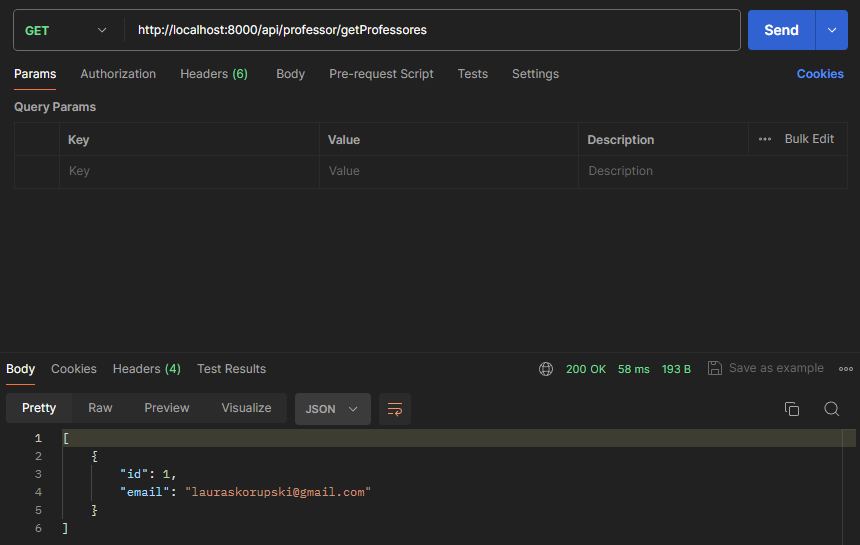 GET http://localhost:8000/api/professor/getProfessores Send
Params Authorization Headers (6) Body Pre-request Script Tests Settings Cookies
Query Params
Key Value Description ••• Bulk Edit
Key Value Description
Body Cookies Headers (4) Test Results 200 OK 58 ms 193 B Save as example
Pretty Raw Preview Visualize JSON
1 [
2 {
3 "id": 1,
4 "email": "lauraskorupski@gmail.com"
5 }
6 ]